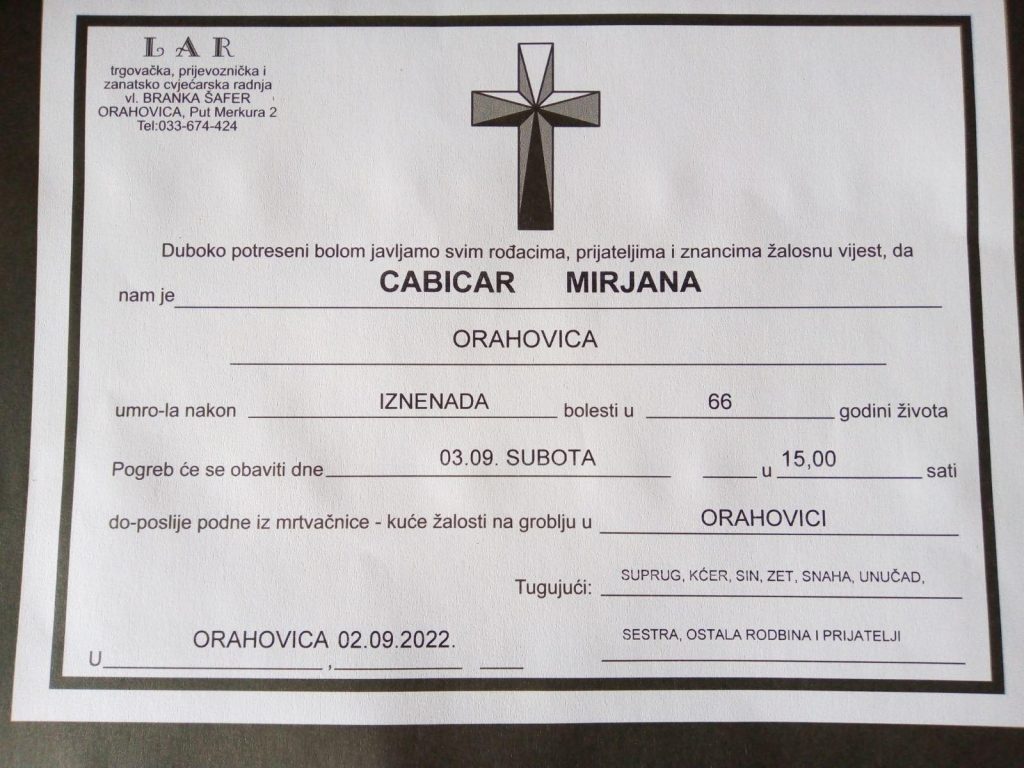 LAR
trgovačka, prijevoznička i
zanatsko cvjećarska radnja
vl. BRANKA ŠAFER
ORAHOVICA, Put Merkura 2
Tel:033-674-424
Duboko potreseni bolom javljamo svim rođacima, prijateljima i znancima žalosnu vijest, da
nam je CABICAR MIRJANA
ORAHOVICA
umro-la nakon IZNENADA bolesti u 66 godini života
Pogreb će se obaviti dne 03.09. SUBOTA u 15,00 sati
do-poslije podne iz mrtvačnice - kuće žalosti na groblju u ORAHOVICI
Tugujući: SUPRUG, KĆER, SIN, ZET, SNAHA, UNUČAD,
SESTRA, OSTALA RODBINA I PRIJATELJI
U ORAHOVICA 02.09.2022.